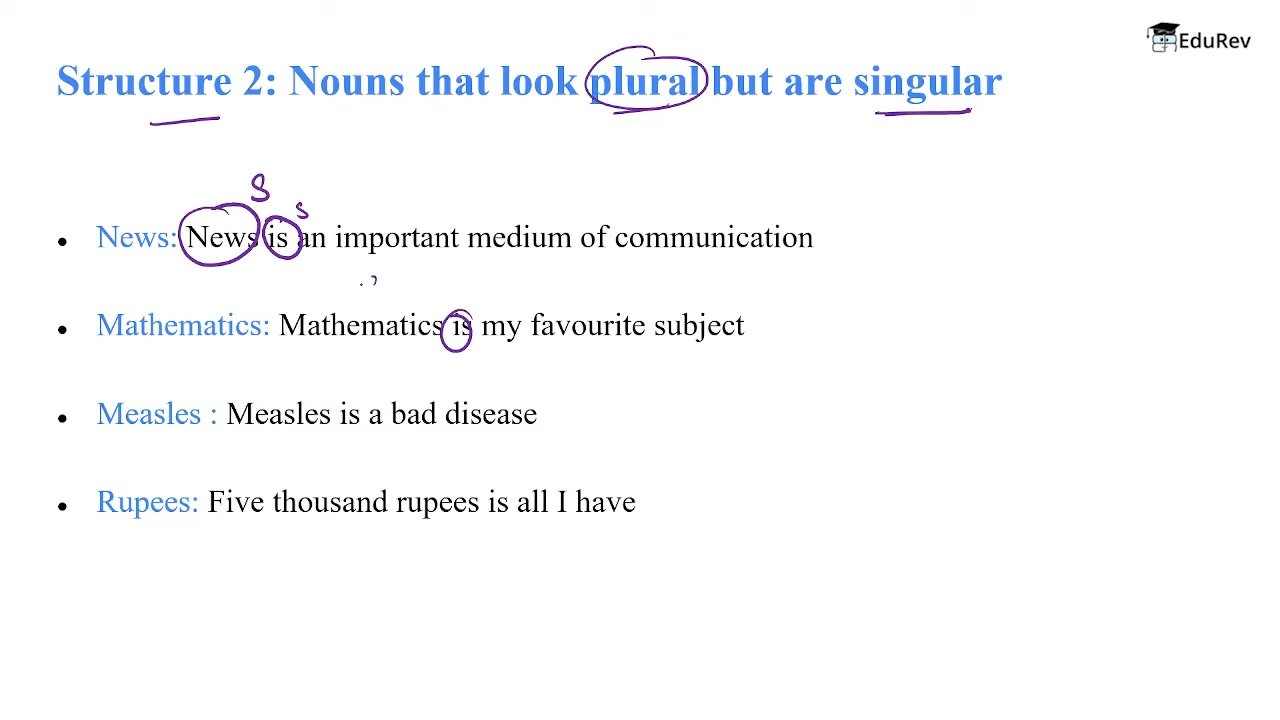 EduRev
Structure 2: Nouns that look plural but are singular
S
s
• News: News is an important medium of communication
• Mathematics: Mathematics is my favourite subject
• Measles : Measles is a bad disease
• Rupees: Five thousand rupees is all I have